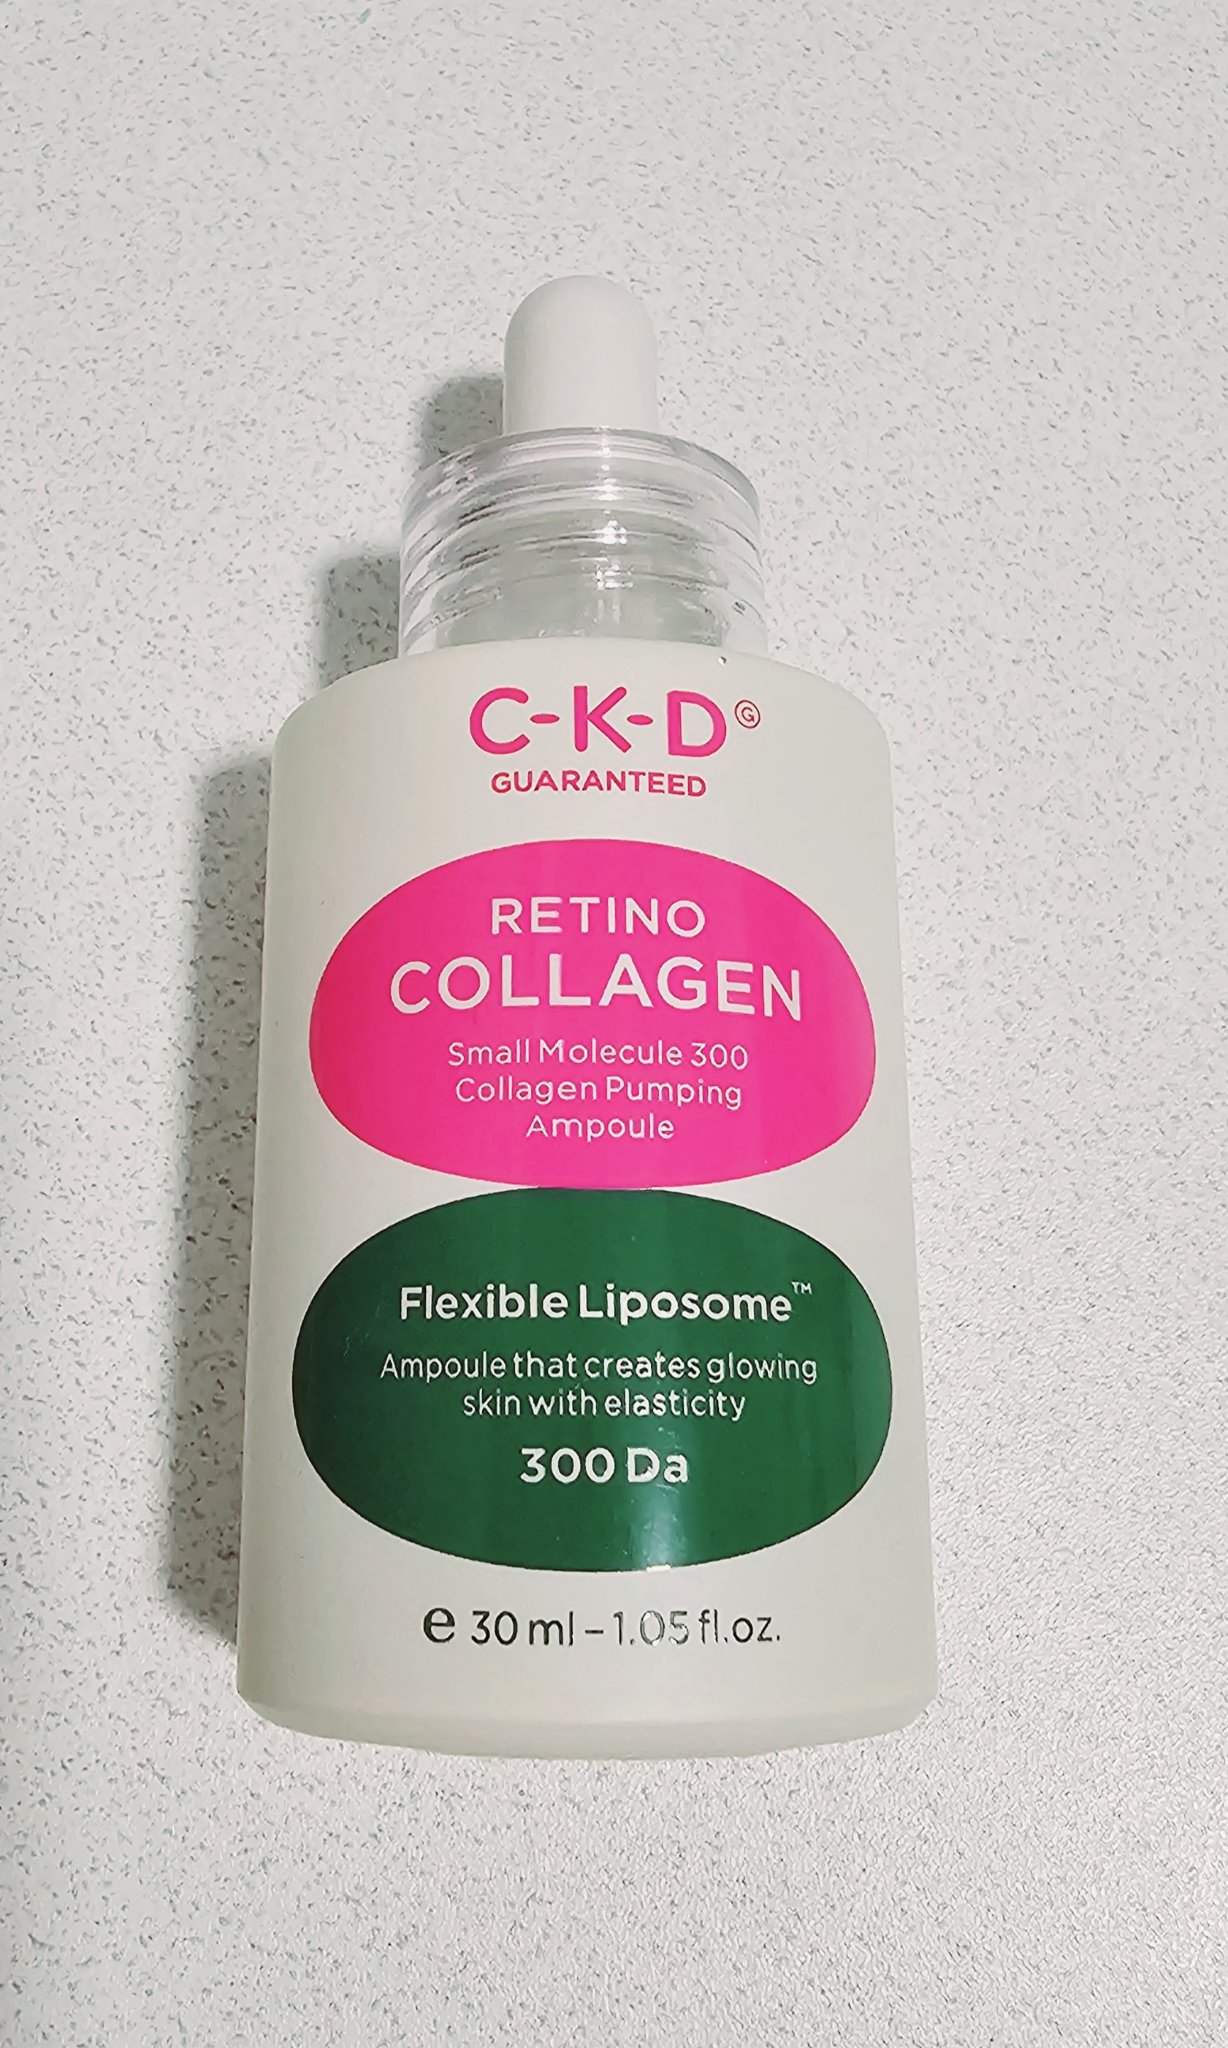 C-K-D Ⓖ
GUARANTEED
RETINO
COLLAGEN
Small Molecule 300
Collagen Pumping
Ampoule
Flexible Liposome™
Ampoule that creates glowing
skin with elasticity
300 Da
e 30 ml – 1.05 fl.oz.